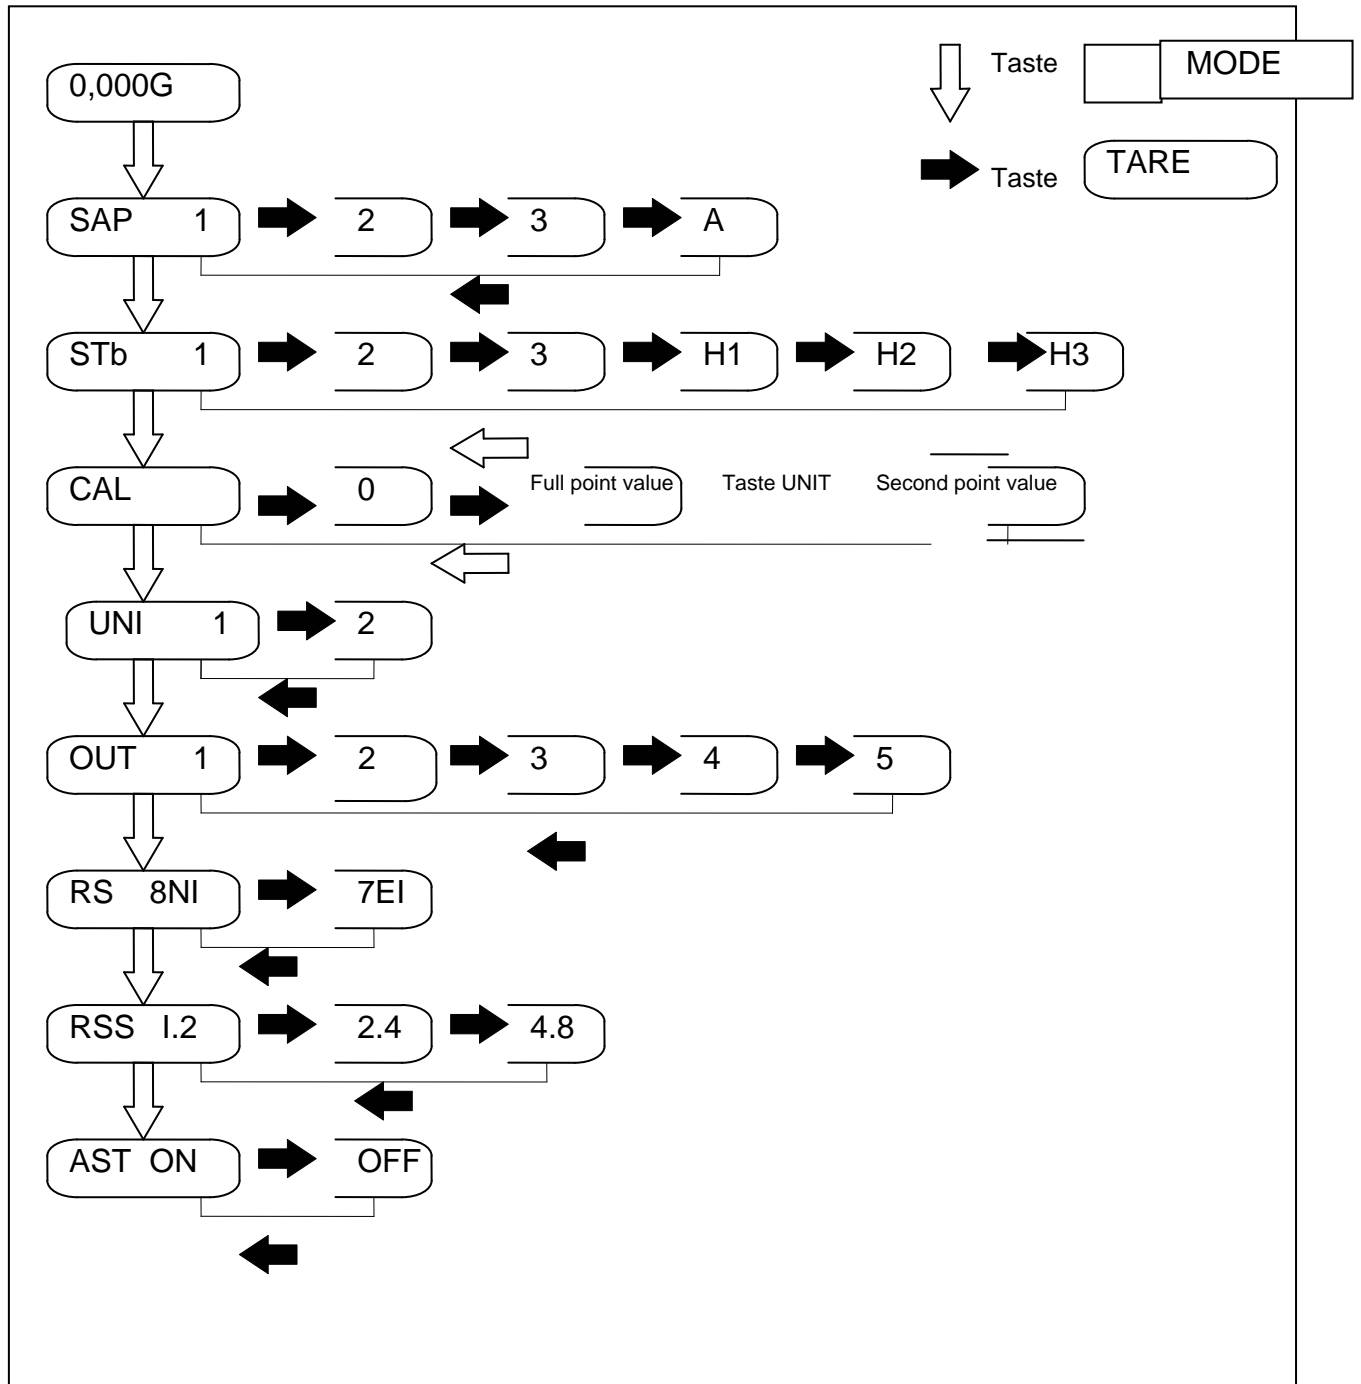 Taste MODE
0,000G
Taste TARE
SAP 1 2 3 A
STb 1 2 3 H1 H2 H3
CAL 0 Full point value Taste UNIT Second point value
UNI 1 2
OUT 1 2 3 4 5
RS 8NI 7EI
RSS I.2 2.4 4.8
AST ON OFF